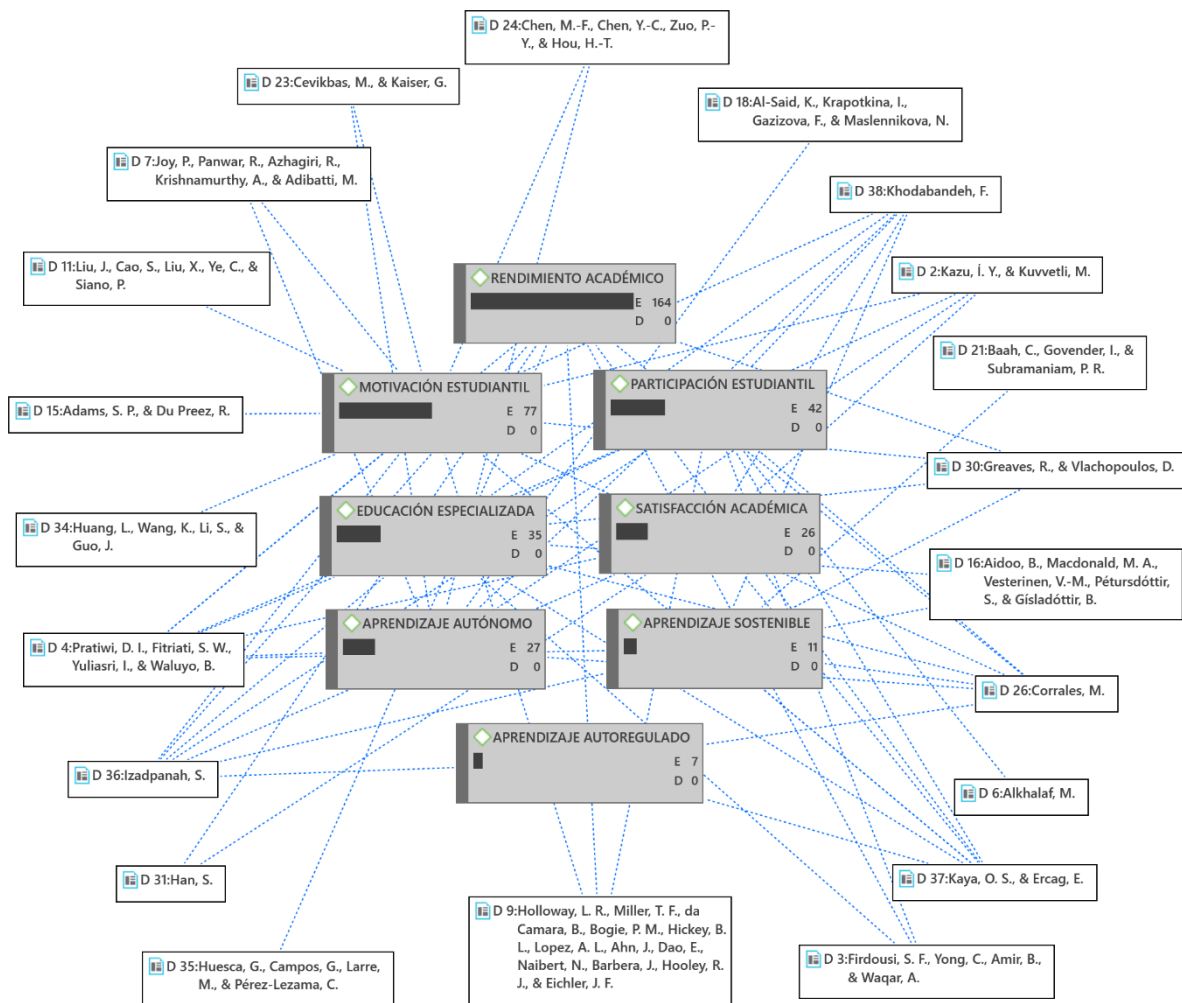 D 24:Chen, M.-F., Chen, Y.-C., Zuo, P.-
Y., & Hou, H.-T.
D 23:Cevikbas, M., & Kaiser, G.
D 18:Al-Said, K., Krapotkina, I.,
Gazizova, F., & Maslennikova, N.
D 7:Joy, P., Panwar, R., Azhagiri, R.,
Krishnamurthy, A., & Adibatti, M.
D 38:Khodabandeh, F.
D 11:Liu, J., Cao, S., Liu, X., Ye, C., &
Siano, P.
D 2:Kazu, İ. Y., & Kuvvetli, M.
RENDIMIENTO ACADÉMICO
E 164
D 0
D 21:Baah, C., Govender, I., &
Subramaniam, P. R.
MOTIVACIÓN ESTUDIANTIL
E 77
D 0
PARTICIPACIÓN ESTUDIANTIL
E 42
D 0
D 15:Adams, S. P., & Du Preez, R.
D 30:Greaves, R., & Vlachopoulos, D.
EDUCACIÓN ESPECIALIZADA
E 35
D 0
SATISFACCIÓN ACADÉMICA
E 26
D 0
D 34:Huang, L., Wang, K., Li, S., &
Guo, J.
D 16:Aidoo, B., Macdonald, M. A.,
Vesterinen, V.-M., Pétursdóttir,
S., & Gísladóttir, B.
APRENDIZAJE AUTÓNOMO
E 27
D 0
APRENDIZAJE SOSTENIBLE
E 11
D 0
D 4:Pratiwi, D. I., Fitriati, S. W.,
Yuliasri, I., & Waluyo, B.
D 26:Corrales, M.
APRENDIZAJE AUTOREGULADO
E 7
D 0
D 36:Izadpanah, S.
D 6:Alkhalaf, M.
D 31:Han, S.
D 37:Kaya, O. S., & Ercag, E.
D 9:Holloway, L. R., Miller, T. F., da
Camara, B., Bogie, P. M., Hickey, B.
L., Lopez, A. L., Ahn, J., Dao, E.,
Naibert, N., Barbera, J., Hooley, R.
J., & Eichler, J. F.
D 35:Huesca, G., Campos, G., Larre,
M., & Pérez-Lezama, C.
D 3:Firdousi, S. F., Yong, C., Amir, B.,
& Waqar, A.